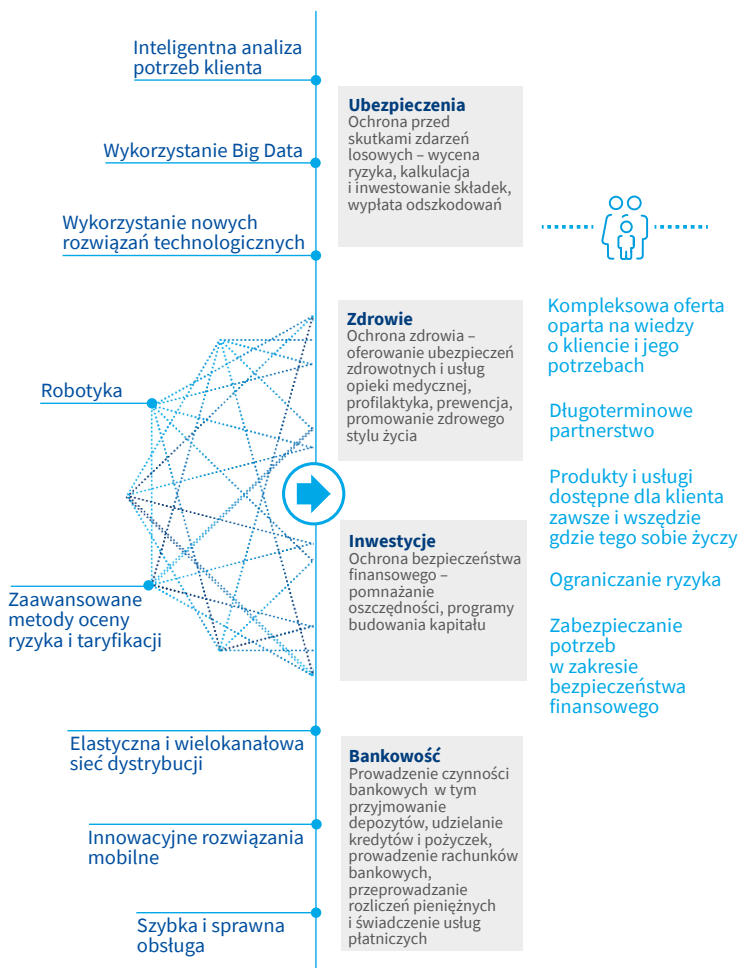 Inteligentna analiza
potrzeb klienta
Wykorzystanie Big Data
Wykorzystanie nowych
rozwiązań technologicznych
Robotyka
Zaawansowane
metody oceny
ryzyka i taryfikacji
Elastyczna i wielokanałowa
sieć dystrybucji
Innowacyjne rozwiązania
mobilne
Szybka i sprawna
obsługa
Ubezpieczenia
Ochrona przed
skutkami zdarzeń
losowych – wycena
ryzyka, kalkulacja
i inwestowanie składek,
wypłata odszkodowań
Zdrowie
Ochrona zdrowia –
oferowanie ubezpieczeń
zdrowotnych i usług
opieki medycznej,
profilaktyka, prewencja,
promowanie zdrowego
stylu życia
Inwestycje
Ochrona bezpieczeństwa
finansowego –
pomnażanie
oszczędności, programy
budowania kapitału
Bankowość
Prowadzenie czynności
bankowych w tym
przyjmowanie
depozytów, udzielanie
kredytów i pożyczek,
prowadzenie rachunków
bankowych,
przeprowadzanie
rozliczeń pieniężnych
i świadczenie usług
płatniczych
Kompleksowa oferta
oparta na wiedzy
o kliencie i jego
potrzebach
Długoterminowe
partnerstwo
Produkty i usługi
dostępne dla klienta
zawsze i wszędzie
gdzie tego sobie życzy
Ograniczanie ryzyka
Zabezpieczanie
potrzeb
w zakresie
bezpieczeństwa
finansowego